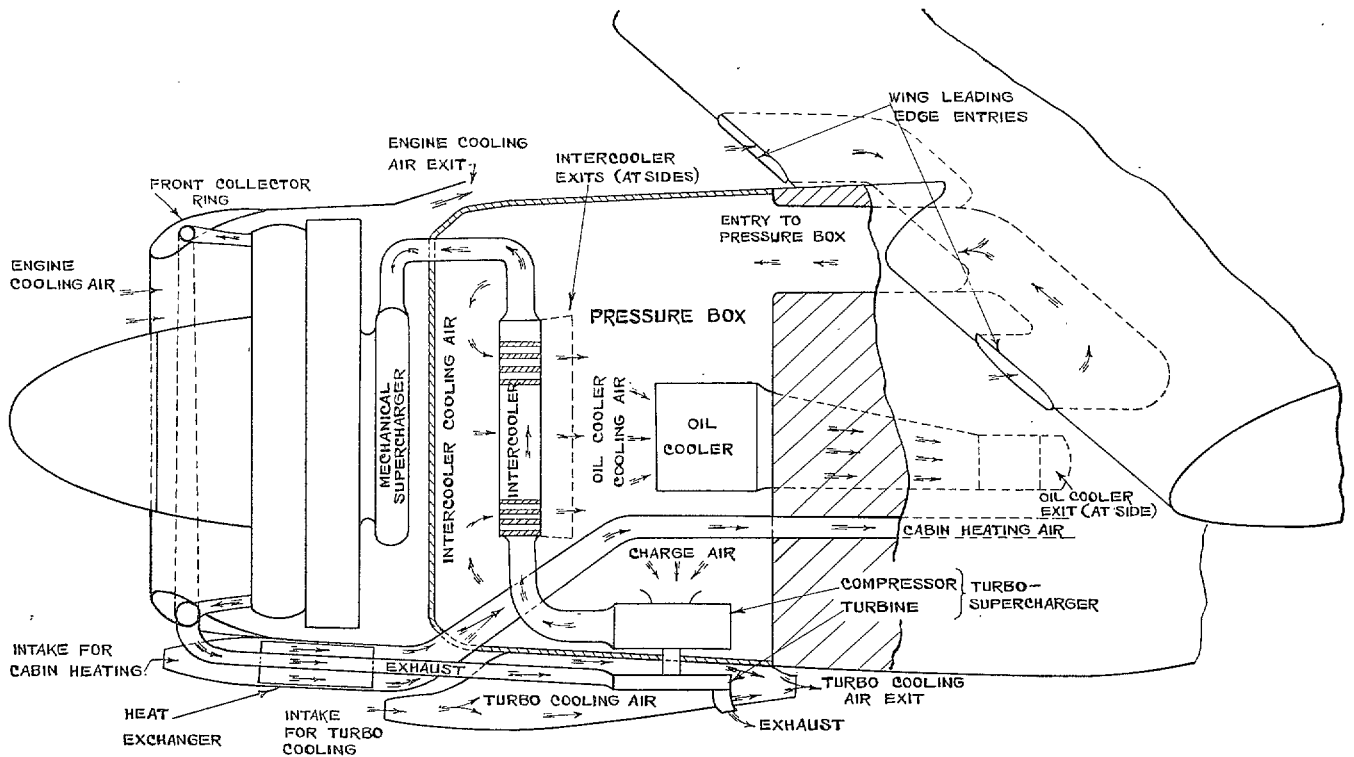 WING LEADING
EDGE ENTRIES
ENGINE COOLING
AIR EXIT
INTERCOOLER
EXITS (AT SIDES)
FRONT COLLECTOR
RING
ENTRY TO
PRESSURE BOX
ENGINE
COOLING AIR
PRESSURE BOX
MECHANICAL
SUPERCHARGER
INTERCOOLER COOLING AIR
INTERCOOLER
OIL COOLER
COOLING AIR
OIL
COOLER
OIL COOLER
EXIT (AT SIDE)
CABIN HEATING AIR
CHARGE AIR
COMPRESSOR
TURBINE
TURBO-
SUPERCHARGER
INTAKE FOR
CABIN HEATING
EXHAUST
TURBO COOLING
AIR EXIT
TURBO COOLING AIR
HEAT
EXCHANGER
INTAKE
FOR TURBO
COOLING
EXHAUST